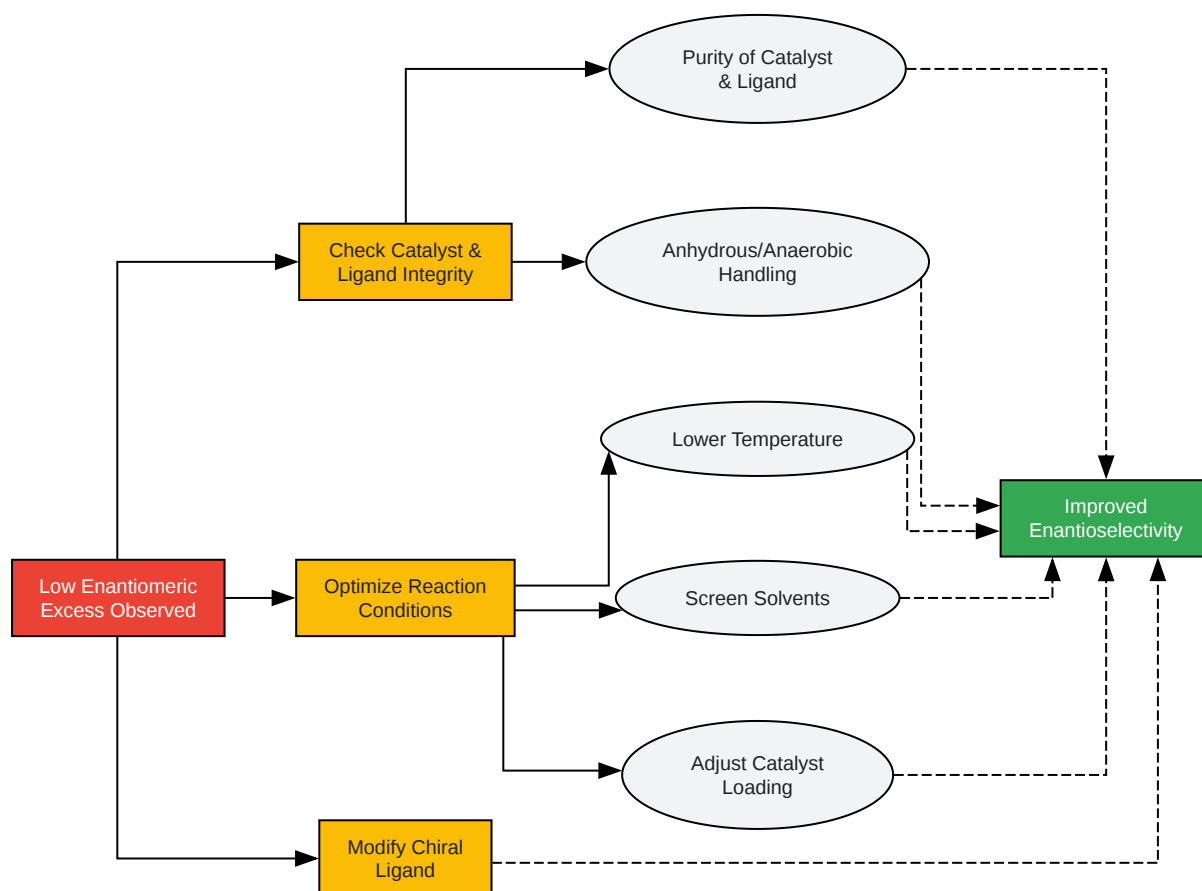 Purity of Catalyst
& Ligand
Check Catalyst &
Ligand Integrity
Anhydrous/Anaerobic
Handling
Lower Temperature
Improved
Enantioselectivity
Low Enantiomeric
Excess Observed
Optimize Reaction
Conditions
Screen Solvents
Adjust Catalyst
Loading
Modify Chiral
Ligand